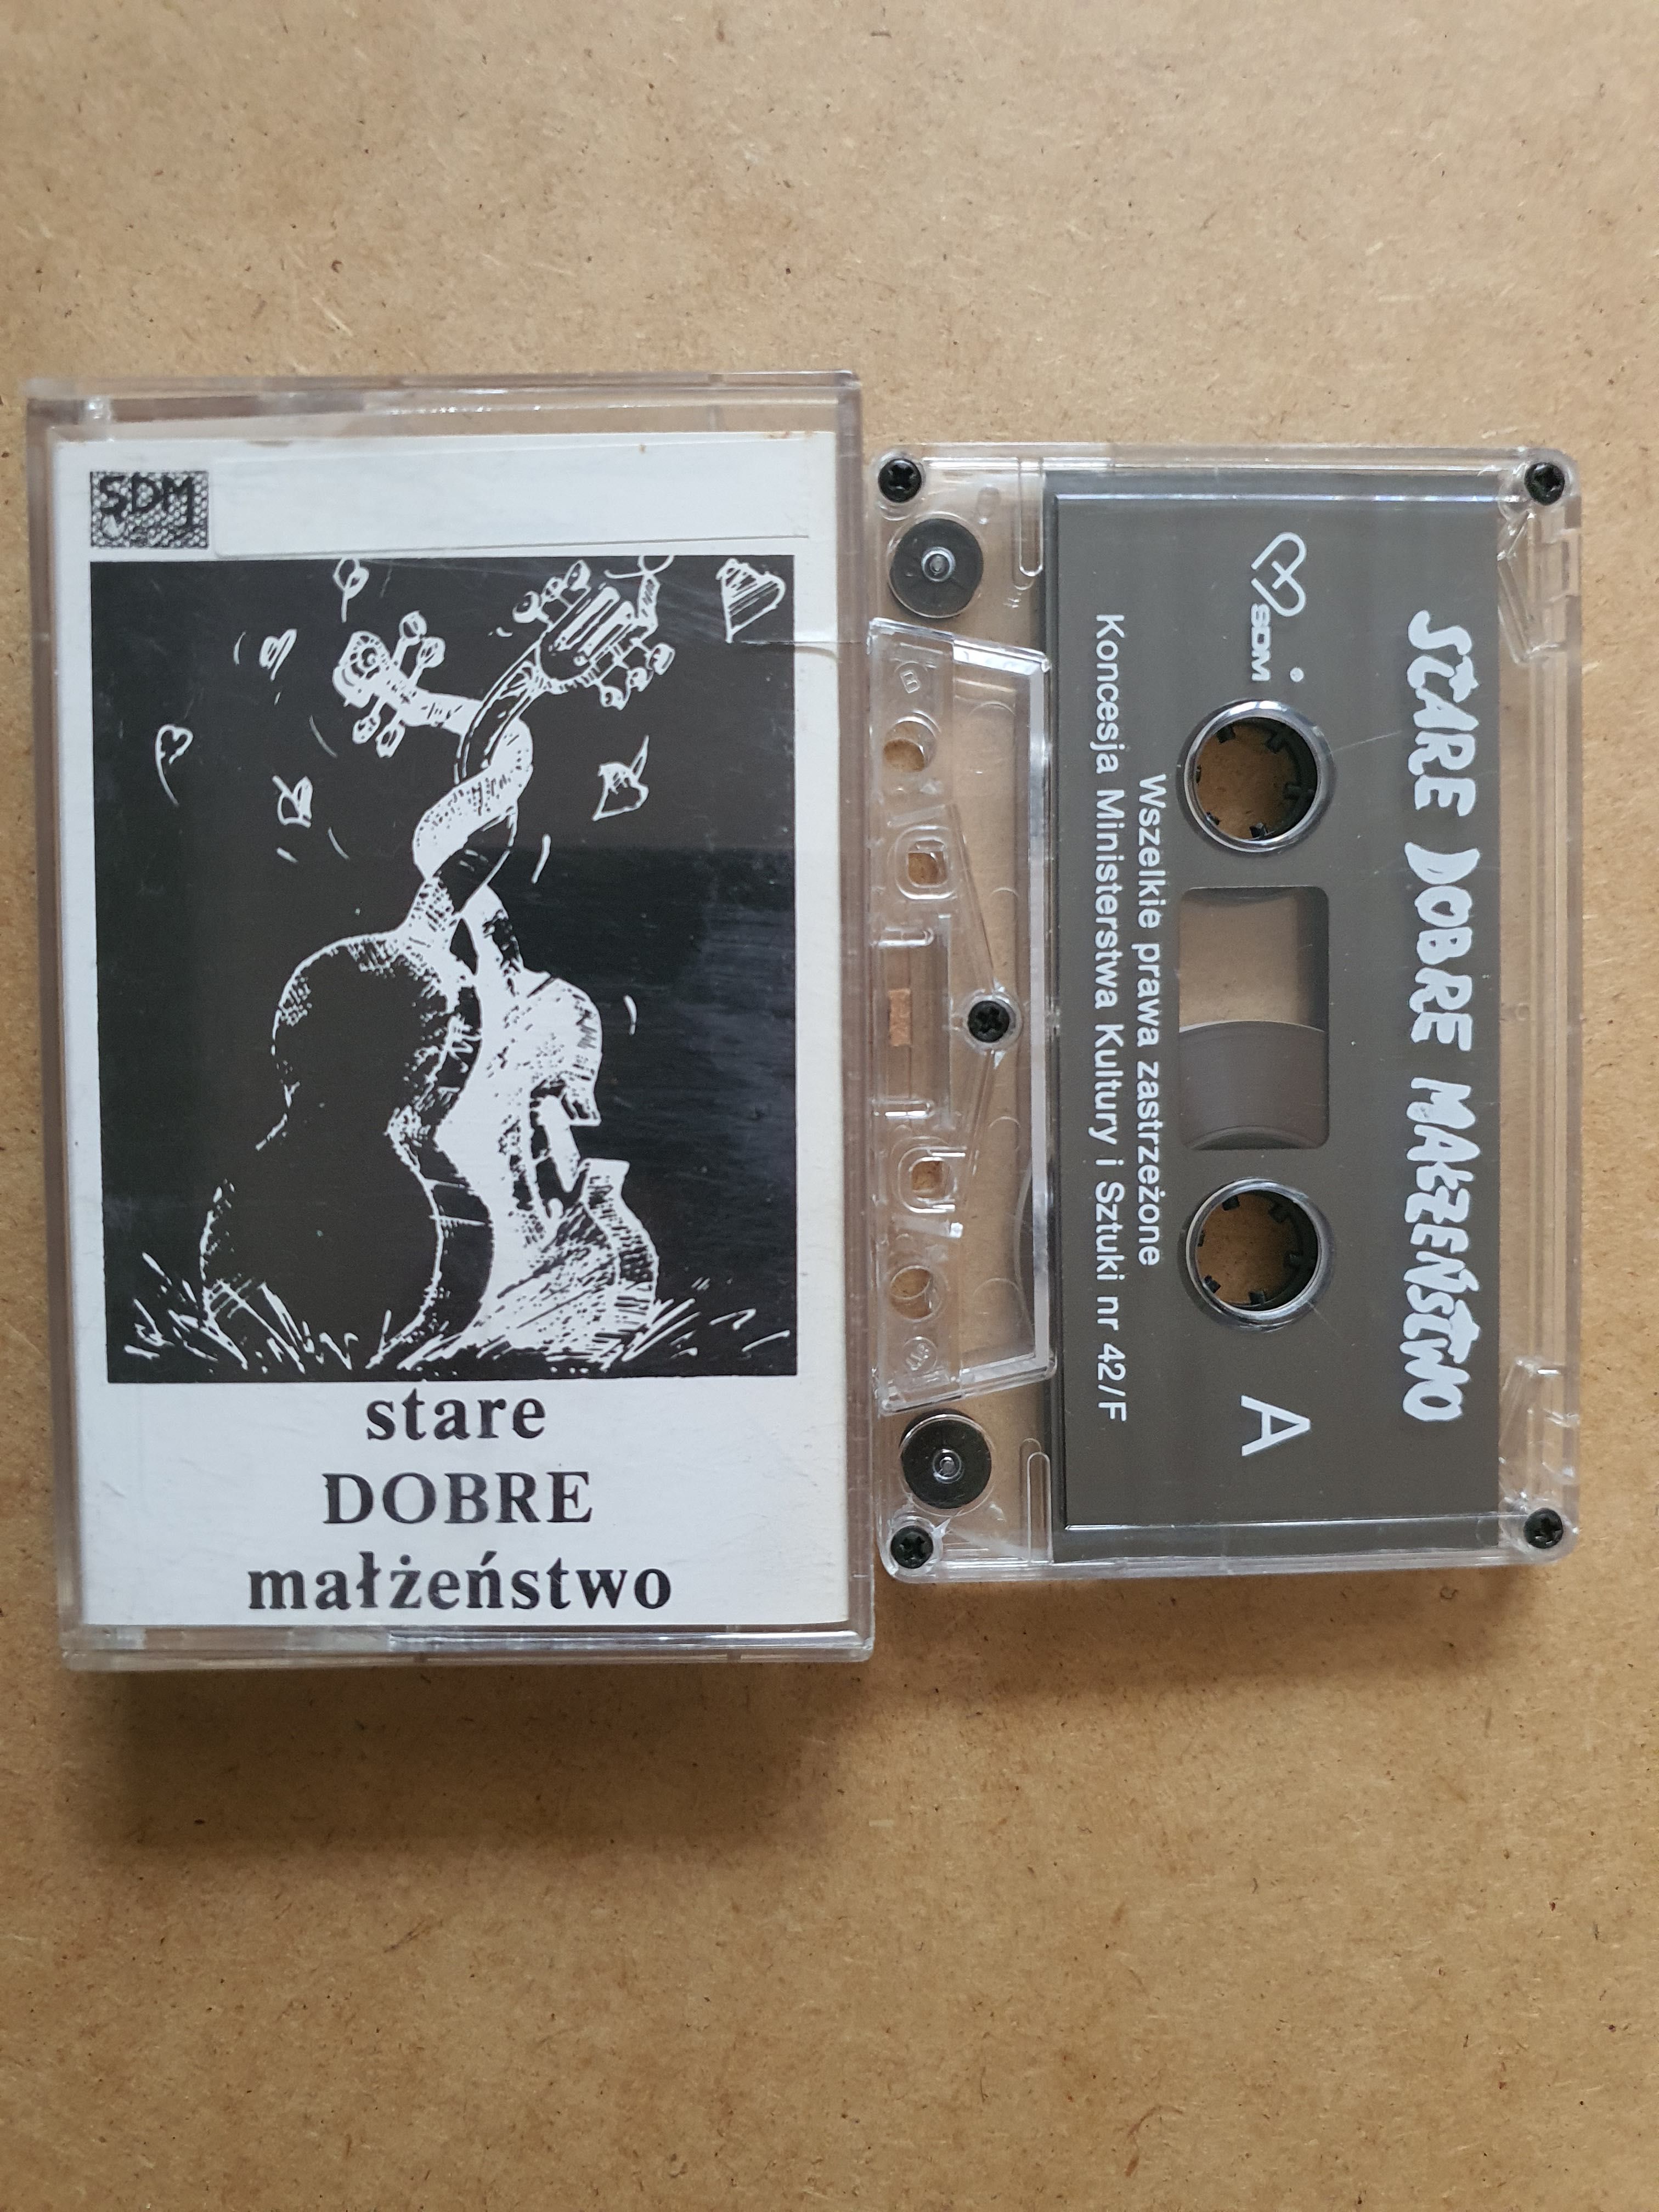 SDM
stare
DOBRE
małżeństwo
STARE DOBRE MAŁŻEŃSTWO
SDM
A
Wszelkie prawa zastrzeżone
Koncesja Ministerstwa Kultury i Sztuki nr 42/F
B